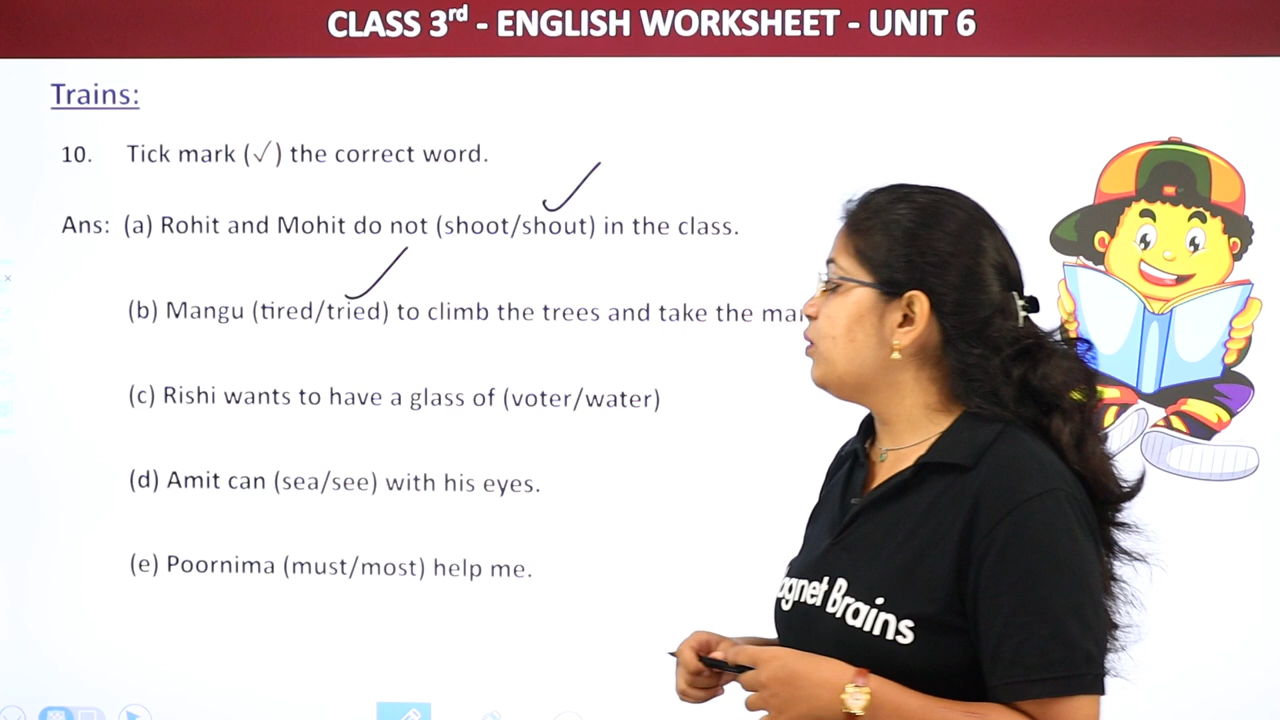 CLASS 3rd - ENGLISH WORKSHEET - UNIT 6
Trains:
10. Tick mark (✓) the correct word.
Ans: (a) Rohit and Mohit do not (shoot/shout) in the class.
(b) Mangu (tired/tried) to climb the trees and take the
(c) Rishi wants to have a glass of (voter/water)
(d) Amit can (sea/see) with his eyes.
(e) Poornima (must/most) help me.
Brains